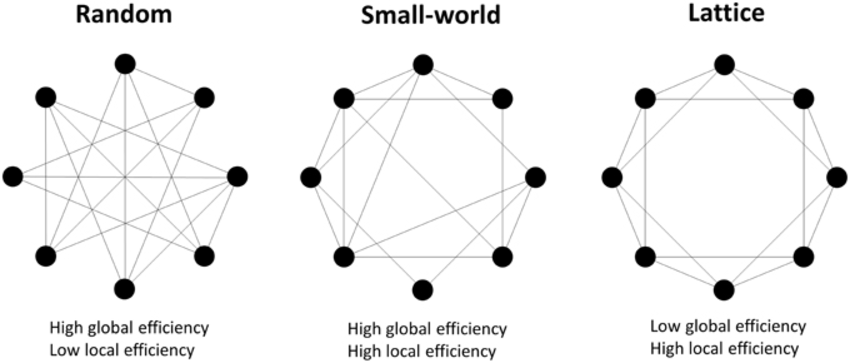 Random
Small-world
Lattice
High global efficiency
Low local efficiency
High global efficiency
High local efficiency
Low global efficiency
High local efficiency